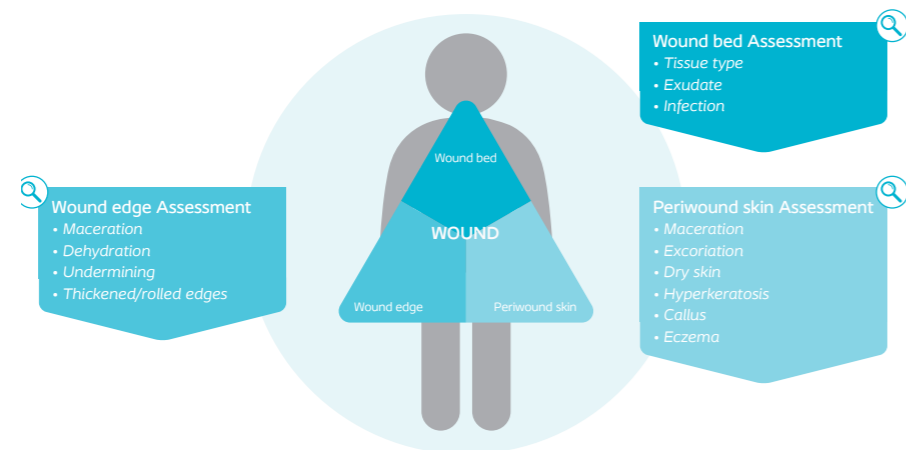 Wound bed Assessment
• Tissue type
• Exudate
• Infection
Wound bed
Wound edge Assessment
• Maceration
• Dehydration
• Undermining
• Thickened/rolled edges
WOUND
Wound edge
Periwound skin
Periwound skin Assessment
• Maceration
• Excoriation
• Dry skin
• Hyperkeratosis
• Callus
• Eczema